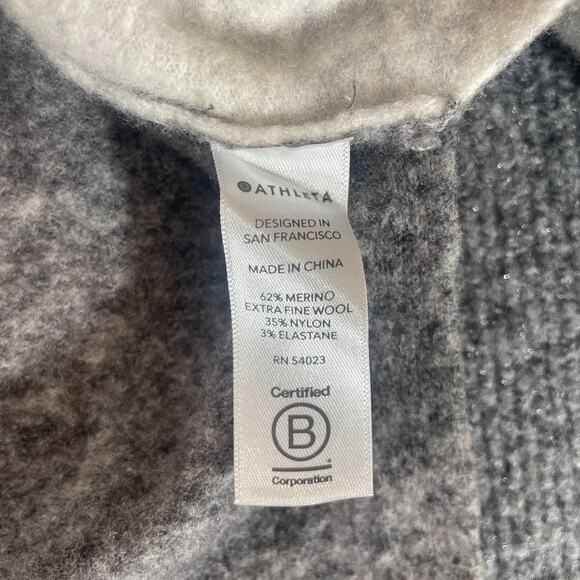 ATHLETA
DESIGNED IN
SAN FRANCISCO
MADE IN CHINA
62% MERINO
EXTRA FINE WOOL
35% NYLON
3% ELASTANE
RN 54023
Certified
B
Corporation